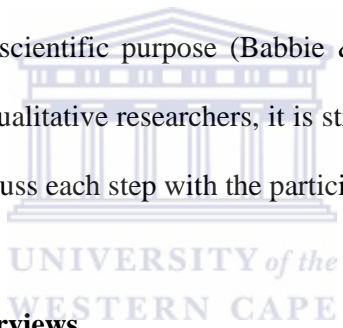 scientific purpose (Babbie
ualitative researchers, it is
uss each step with the partici
UNIVERSITY of the
WESTERN CAPE
rviews